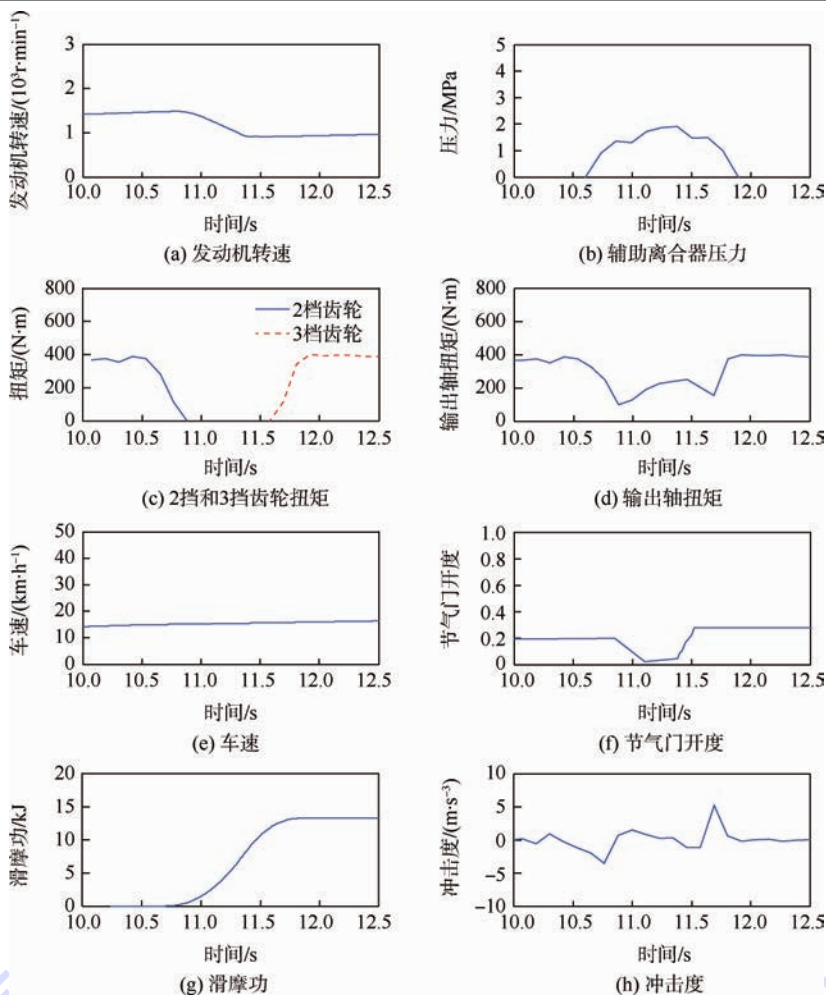 发动机转速/(10³r·min⁻¹)
3
2
1
0
10.0 10.5 11.0 11.5 12.0 12.5
时间/s
(a) 发动机转速
压力/MPa
5
4
3
2
1
0
10.0 10.5 11.0 11.5 12.0 12.5
时间/s
(b) 辅助离合器压力
扭矩/(N·m)
800
600
400
200
0
2档齿轮
3档齿轮
10.0 10.5 11.0 11.5 12.0 12.5
时间/s
(c) 2挡和3挡齿轮扭矩
输出轴扭矩/(N·m)
800
600
400
200
0
10.0 10.5 11.0 11.5 12.0 12.5
时间/s
(d) 输出轴扭矩
车速/(km·h⁻¹)
50
40
30
20
10
0
10.0 10.5 11.0 11.5 12.0 12.5
时间/s
(e) 车速
节气门开度
1.0
0.8
0.6
0.4
0.2
0
10.0 10.5 11.0 11.5 12.0 12.5
时间/s
(f) 节气门开度
滑摩功/kJ
20
15
10
5
0
10.0 10.5 11.0 11.5 12.0 12.5
时间/s
(g) 滑摩功
冲击度/(m·s⁻³)
10
5
0
−5
−10
10.0 10.5 11.0 11.5 12.0 12.5
时间/s
(h) 冲击度